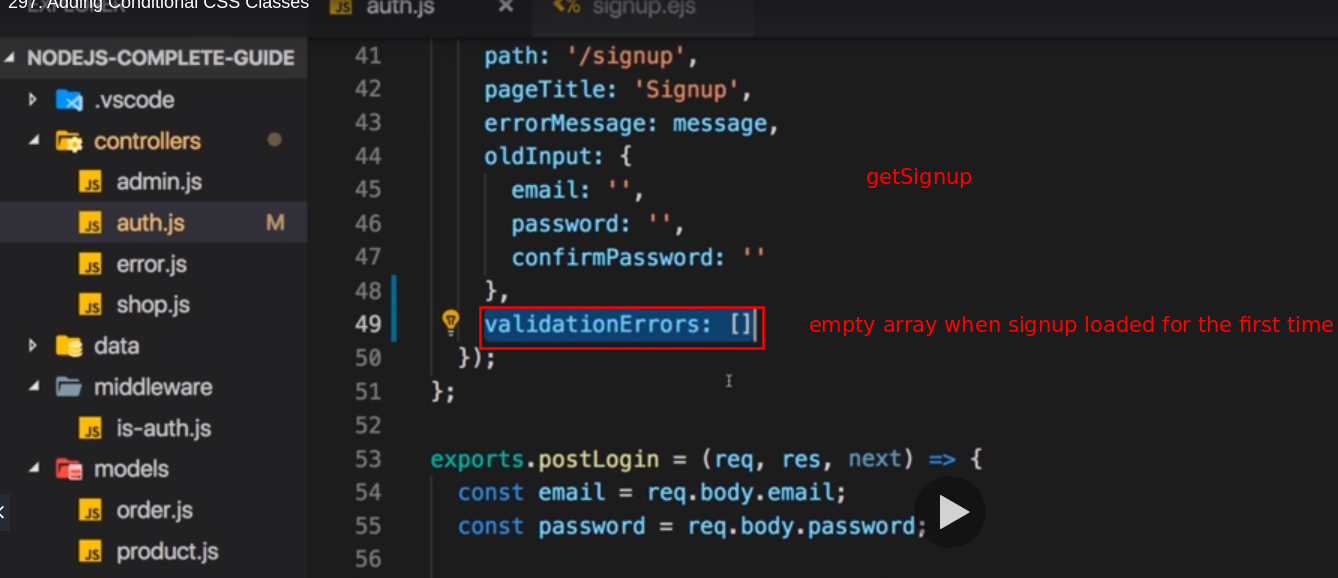 297. Adding Conditional CSS Classes
EXPLORER
auth.js
signup.ejs
NODEJS-COMPLETE-GUIDE
.vscode
controllers
admin.js
auth.js M
error.js
shop.js
data
middleware
is-auth.js
models
order.js
product.js
41 path: '/signup',
42 pageTitle: 'Signup',
43 errorMessage: message,
44 oldInput: {
45 email: '',
46 password: '',
47 confirmPassword: ''
48 },
49 validationErrors: []
50 });
51 };
52
53 exports.postLogin = (req, res, next) => {
54 const email = req.body.email;
55 const password = req.body.password;
56
getSignup
empty array when signup loaded for the first time